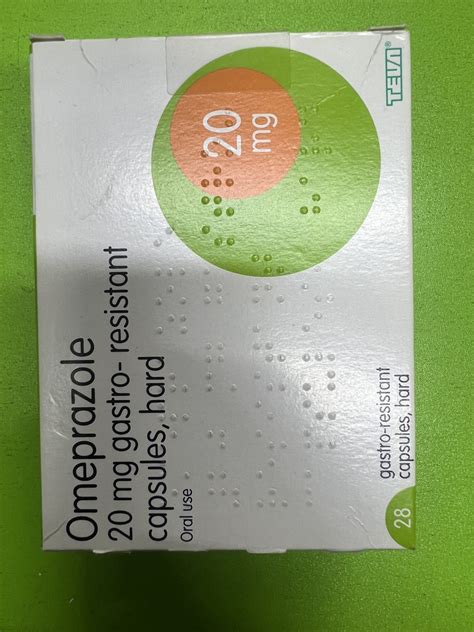 Omeprazole
20 mg gastro- resistant
capsules, hard
Oral use
20
mg
TEVA
28
gastro-resistant
capsules, hard